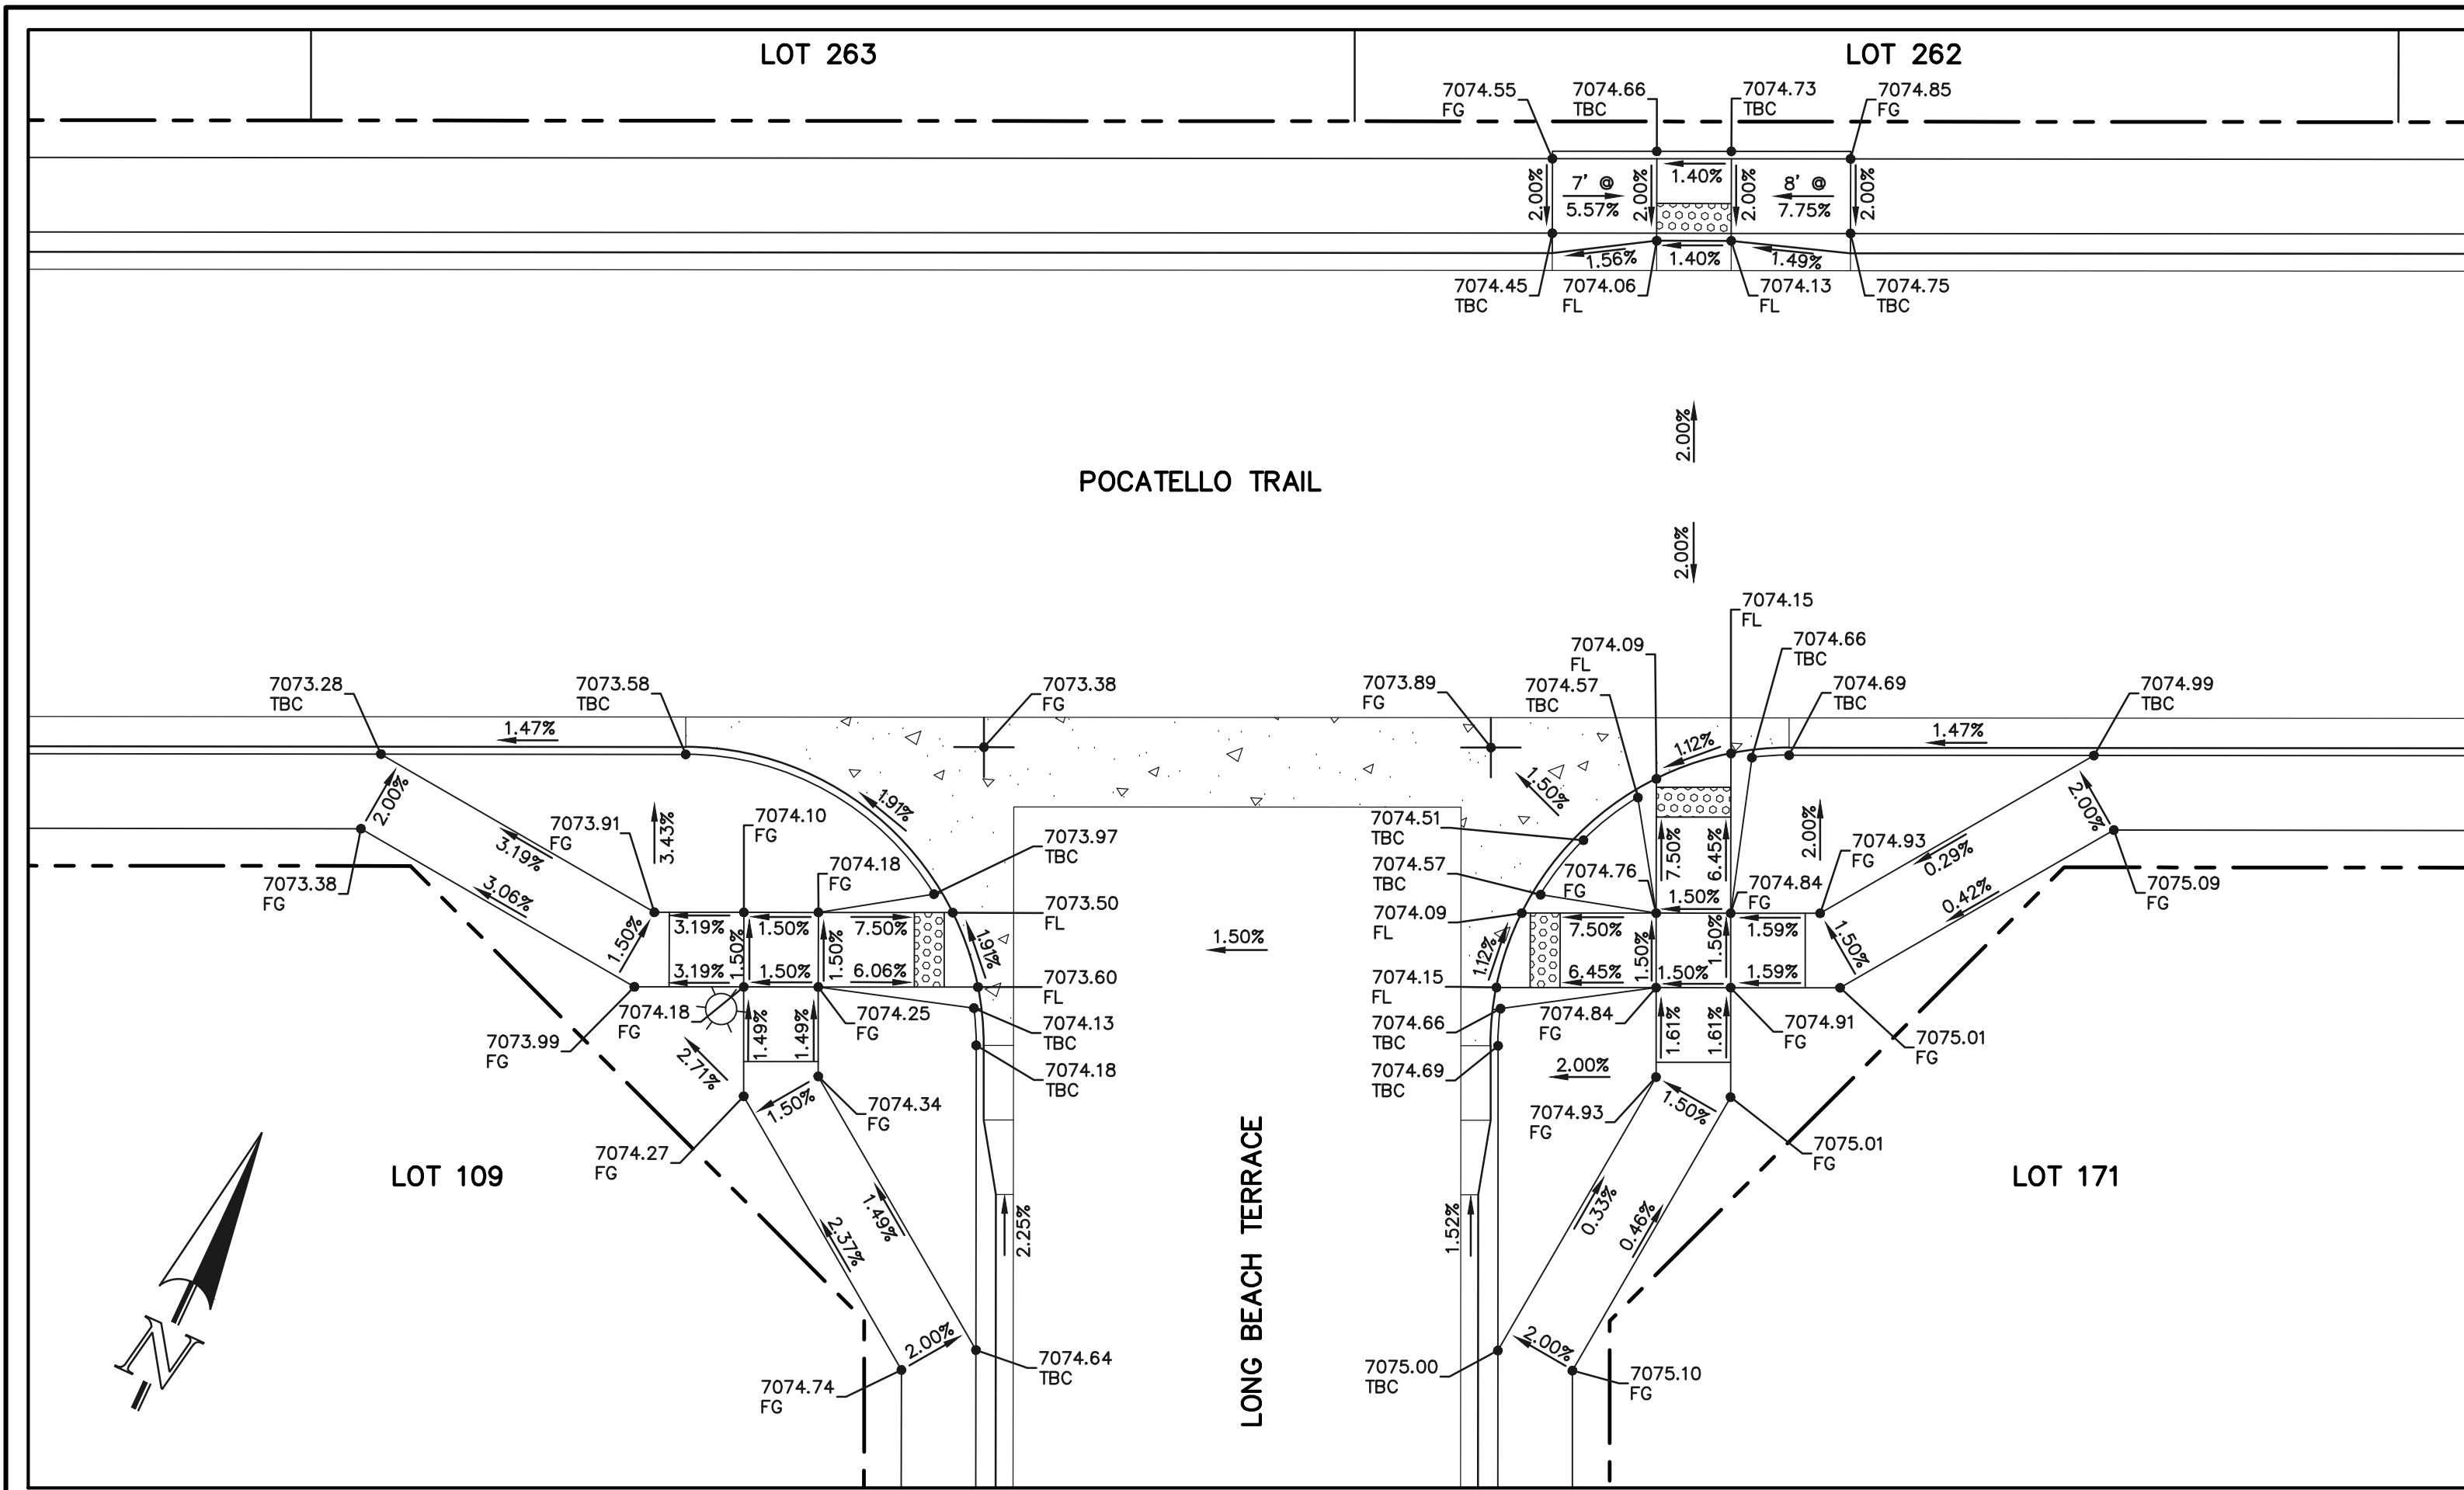 LOT 263
LOT 262
7074.55
FG
7074.66
TBC
7074.73
TBC
7074.85
FG
2.00%
7' @
5.57%
2.00%
1.40%
2.00%
8' @
7.75%
2.00%
1.56%
1.40%
1.49%
7074.45
TBC
7074.06
FL
7074.13
FL
7074.75
TBC
2.00%
POCATELLO TRAIL
2.00%
7074.15
FL
7074.09
FL
7074.66
TBC
7073.28
TBC
7073.58
TBC
7073.38
FG
7073.89
FG
7074.57
TBC
7074.69
TBC
7074.99
TBC
1.47%
1.12%
1.47%
2.00%
1.91%
1.50%
2.00%
7073.91
FG
3.43%
7074.10
FG
7073.97
TBC
7074.51
TBC
7.50%
6.45%
2.00%
7074.93
FG
3.19%
7074.18
FG
7074.57
TBC
7074.76
FG
7074.84
FG
0.29%
7073.38
FG
3.06%
7073.50
FL
7074.09
FL
1.50%
0.42%
7075.09
FG
1.50%
3.19%
1.50%
1.50%
1.50%
7.50%
1.91%
1.50%
1.12%
7.50%
1.50%
1.50%
1.59%
1.50%
3.19%
1.50%
6.06%
7073.60
FL
7074.15
FL
6.45%
1.50%
1.59%
7074.18
FG
7074.25
FG
7074.13
TBC
7074.66
TBC
7074.84
FG
7074.91
FG
7073.99
FG
1.49%
1.49%
1.61%
1.61%
7075.01
FG
2.71%
7074.18
TBC
7074.69
TBC
2.00%
1.50%
7074.34
FG
7074.93
FG
1.50%
7074.27
FG
7075.01
FG
LOT 109
LOT 171
LONG BEACH TERRACE
2.37%
1.49%
2.25%
1.52%
0.33%
0.46%
2.00%
2.00%
7074.74
FG
7074.64
TBC
7075.00
TBC
7075.10
FG
N